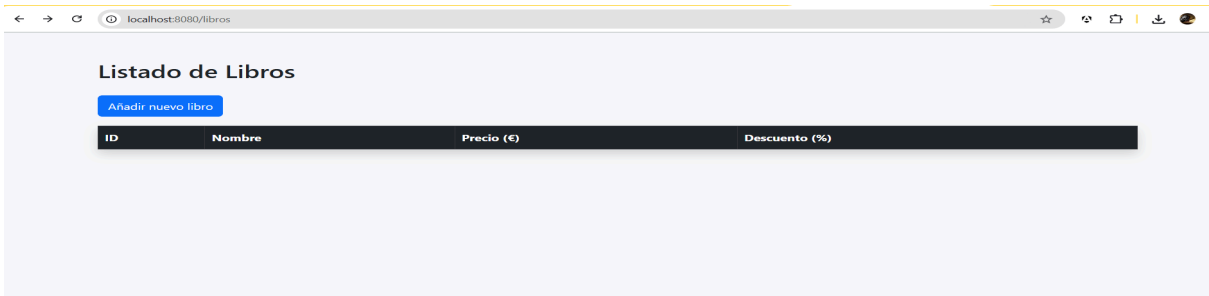 localhost:8080/libros
Listado de Libros
Añadir nuevo libro
ID Nombre Precio (€) Descuento (%)